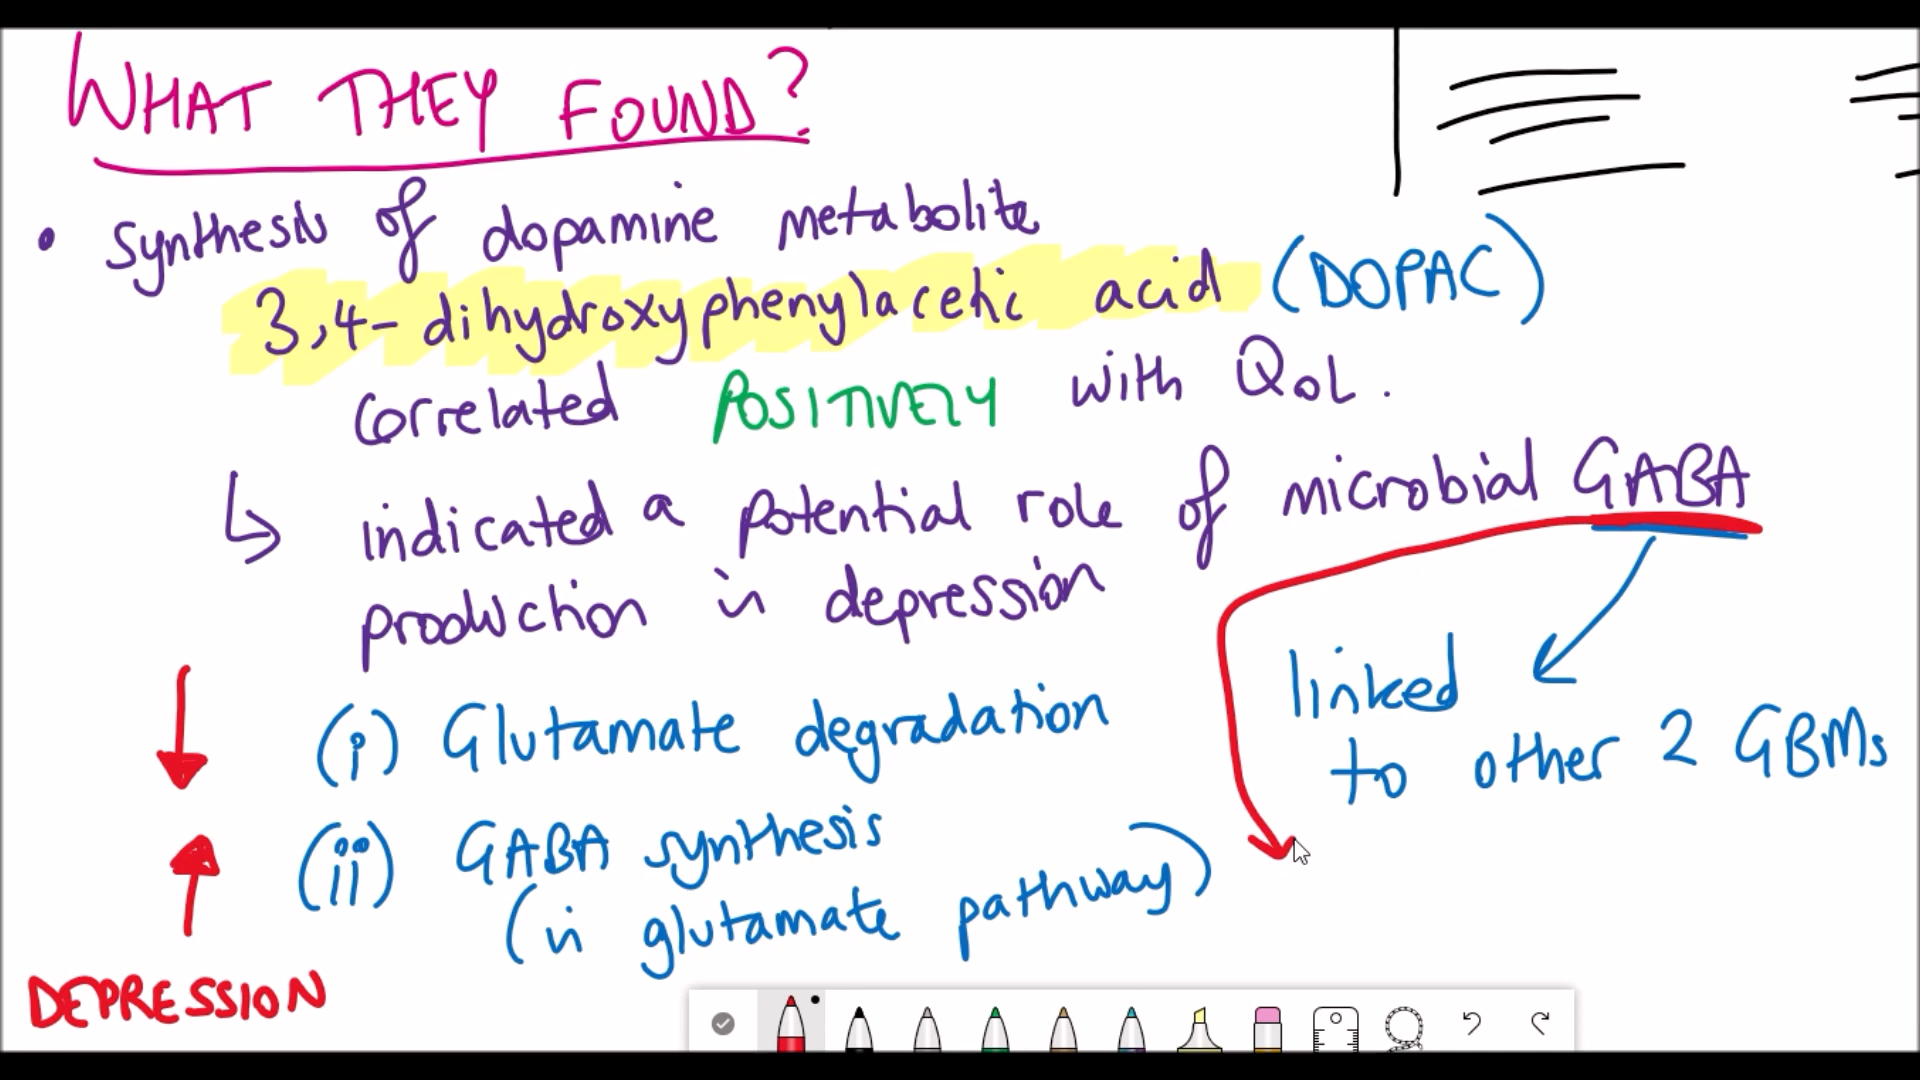 WHAT THEY FOUND?
• Synthesis of dopamine metabolite
3,4-dihydroxyphenylacetic acid (DOPAC)
correlated POSITIVELY with QoL.
↳ indicated a potential role of microbial GABA
production in depression
(i) Glutamate degradation
linked
to other 2 GBMs
(ii) GABA synthesis
(in glutamate pathway)
DEPRESSION